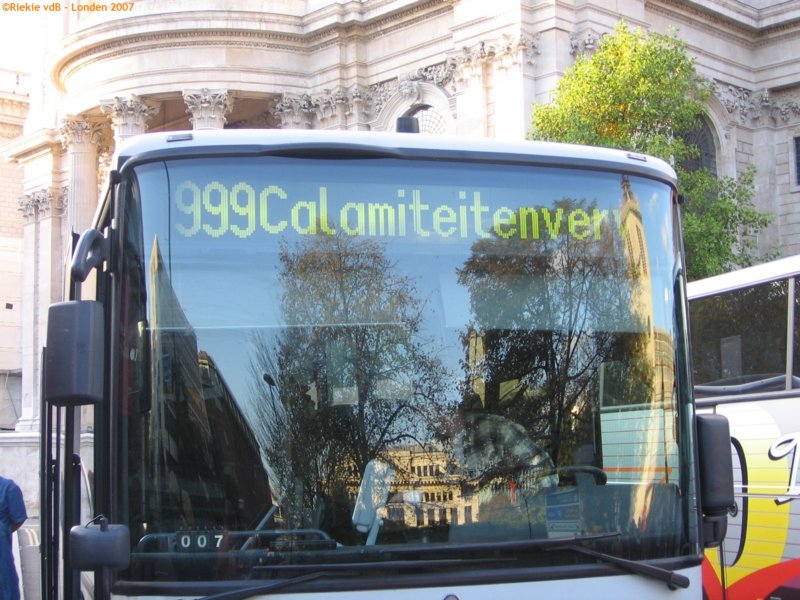 ©Riekie vdB - Londen 2007
999Calamiteitenver
007